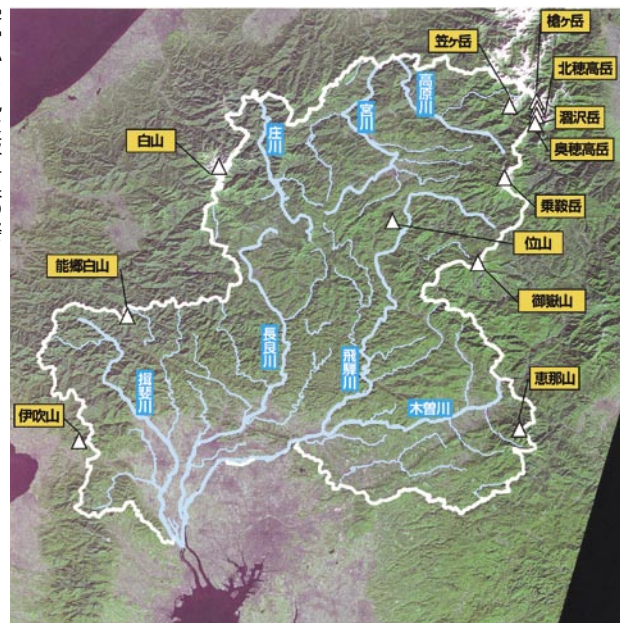 槍ヶ岳
笠ヶ岳
北穂高岳
涸沢岳
奥穂高岳
高原川
宮川
庄川
白山
乗鞍岳
位山
能郷白山
御嶽山
長良川
飛騨川
揖斐川
木曽川
恵那山
伊吹山